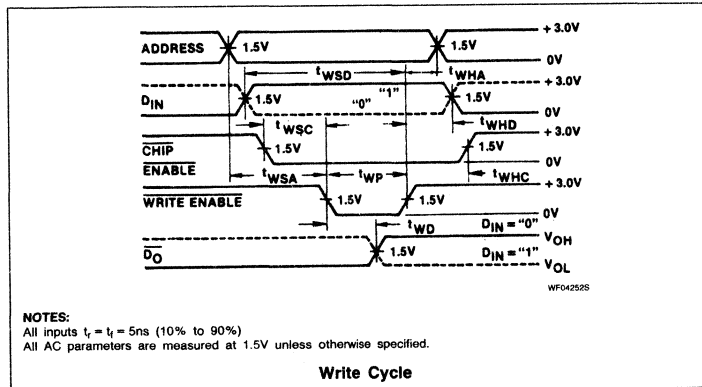 ADDRESS 1.5V 1.5V + 3.0V
0V
tWSD tWHA
DIN 1.5V "1" "0" 1.5V + 3.0V
0V
tWSC tWHD
CHIP ENABLE 1.5V 1.5V + 3.0V
0V
tWSA tWP tWHC
WRITE ENABLE 1.5V 1.5V + 3.0V
0V
tWD DIN = "0"
VOH
DO 1.5V DIN = "1"
VOL
WF04252S
NOTES:
All inputs tr = tf = 5ns (10% to 90%)
All AC parameters are measured at 1.5V unless otherwise specified.
Write Cycle